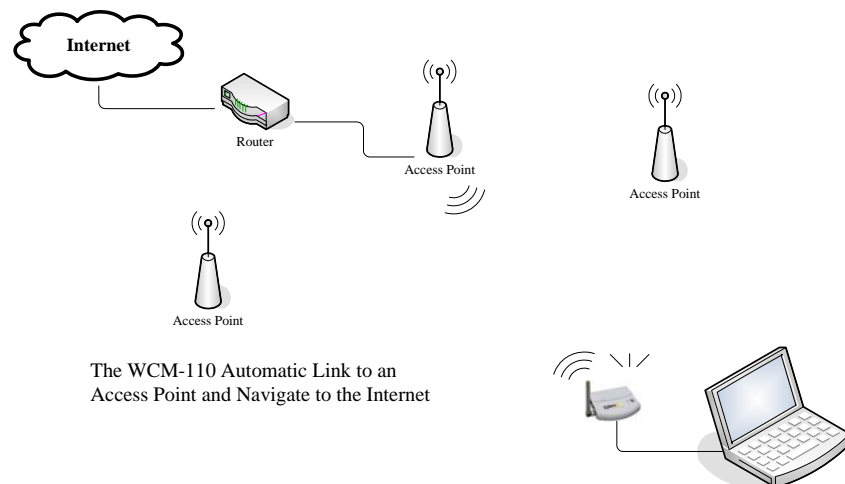 Internet
Router
Access Point
Access Point
Access Point
The WCM-110 Automatic Link to an
Access Point and Navigate to the Internet